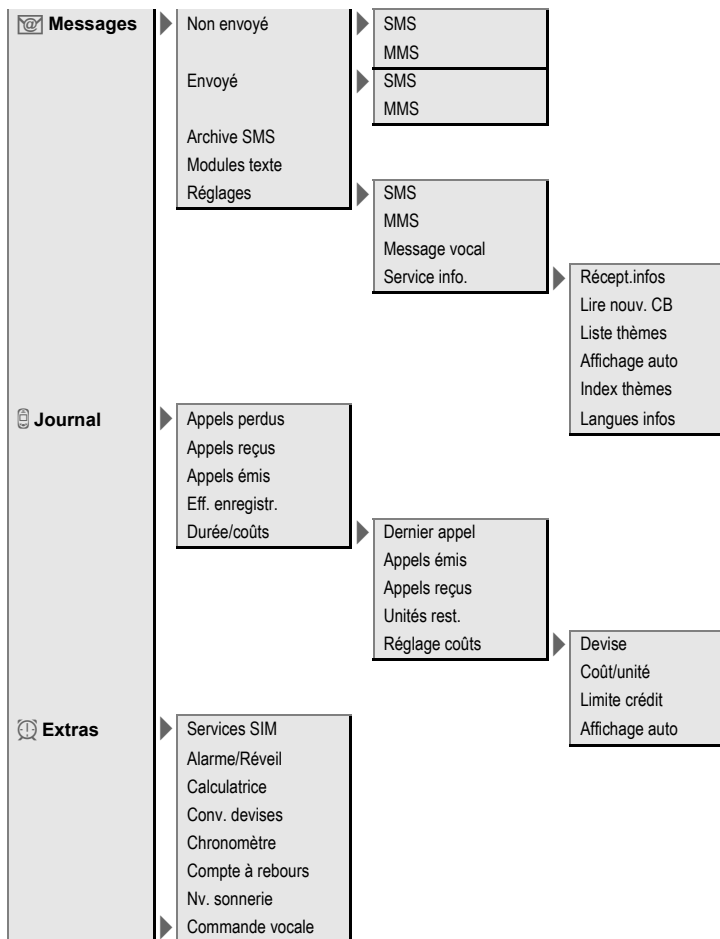 Messages
Non envoyé
SMS
MMS
Envoyé
SMS
MMS
Archive SMS
Modules texte
Réglages
SMS
MMS
Message vocal
Service info.
Récept.infos
Lire nouv. CB
Liste thèmes
Affichage auto
Index thèmes
Langues infos
Journal
Appels perdus
Appels reçus
Appels émis
Eff. enregistr.
Durée/coûts
Dernier appel
Appels émis
Appels reçus
Unités rest.
Réglage coûts
Devise
Coût/unité
Limite crédit
Affichage auto
Extras
Services SIM
Alarme/Réveil
Calculatrice
Conv. devises
Chronomètre
Compte à rebours
Nv. sonnerie
Commande vocale